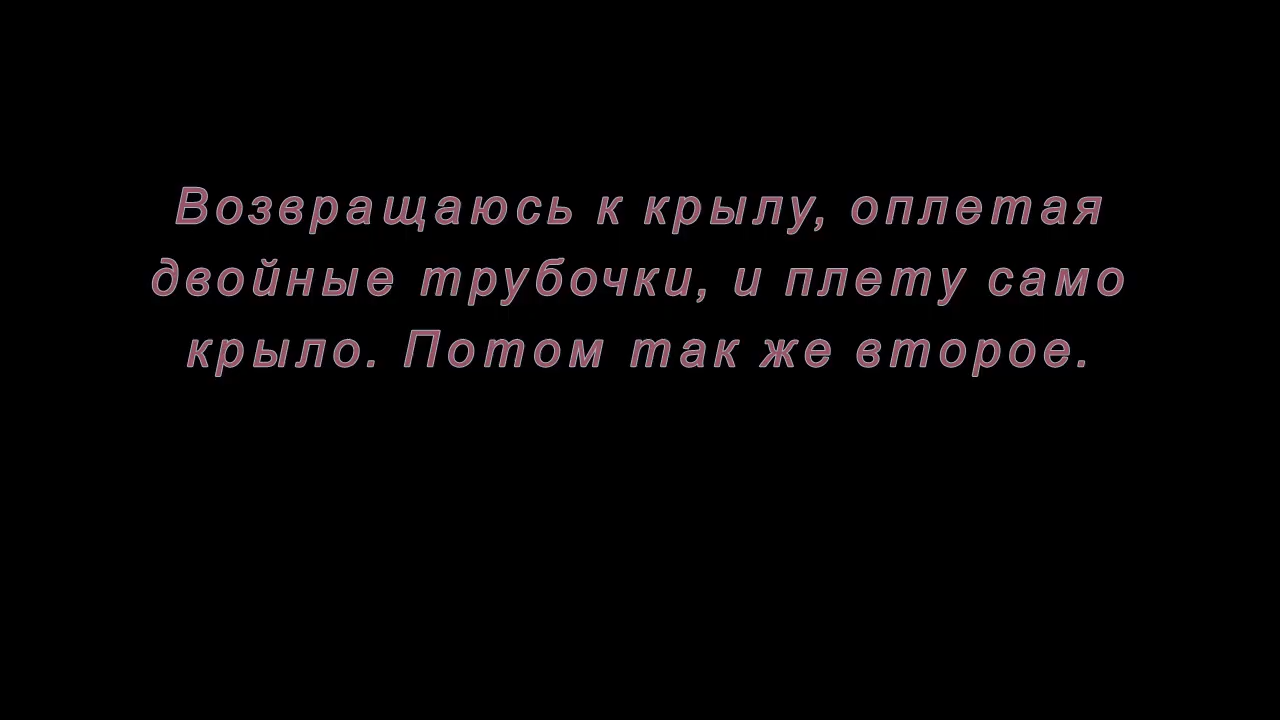 Возвращаюсь к крылу, оплетая
двойные трубочки, и плету само
крыло. Потом так же второе.